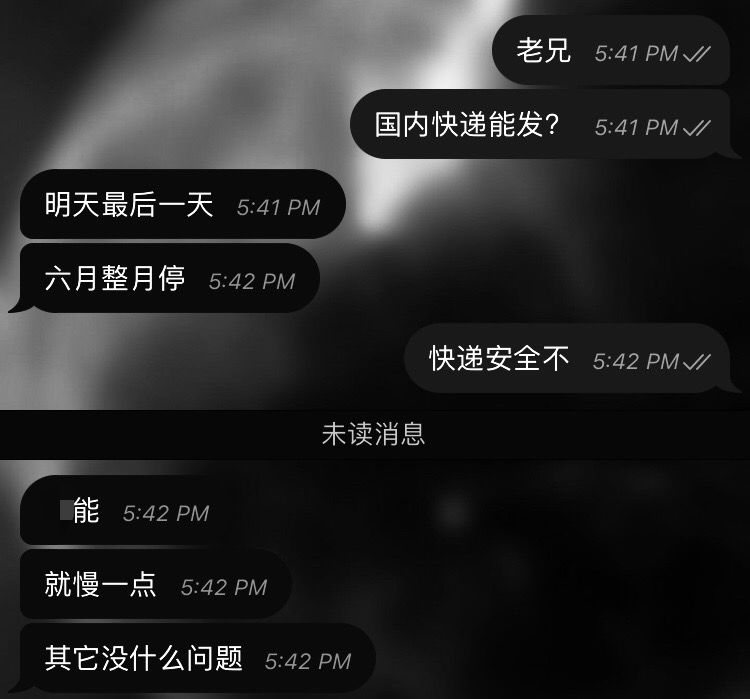 老兄 5:41 PM
国内快递能发? 5:41 PM
明天最后一天 5:41 PM
六月整月停 5:42 PM
快递安全不 5:42 PM
未读消息
能 5:42 PM
就慢一点 5:42 PM
其它没什么问题 5:42 PM